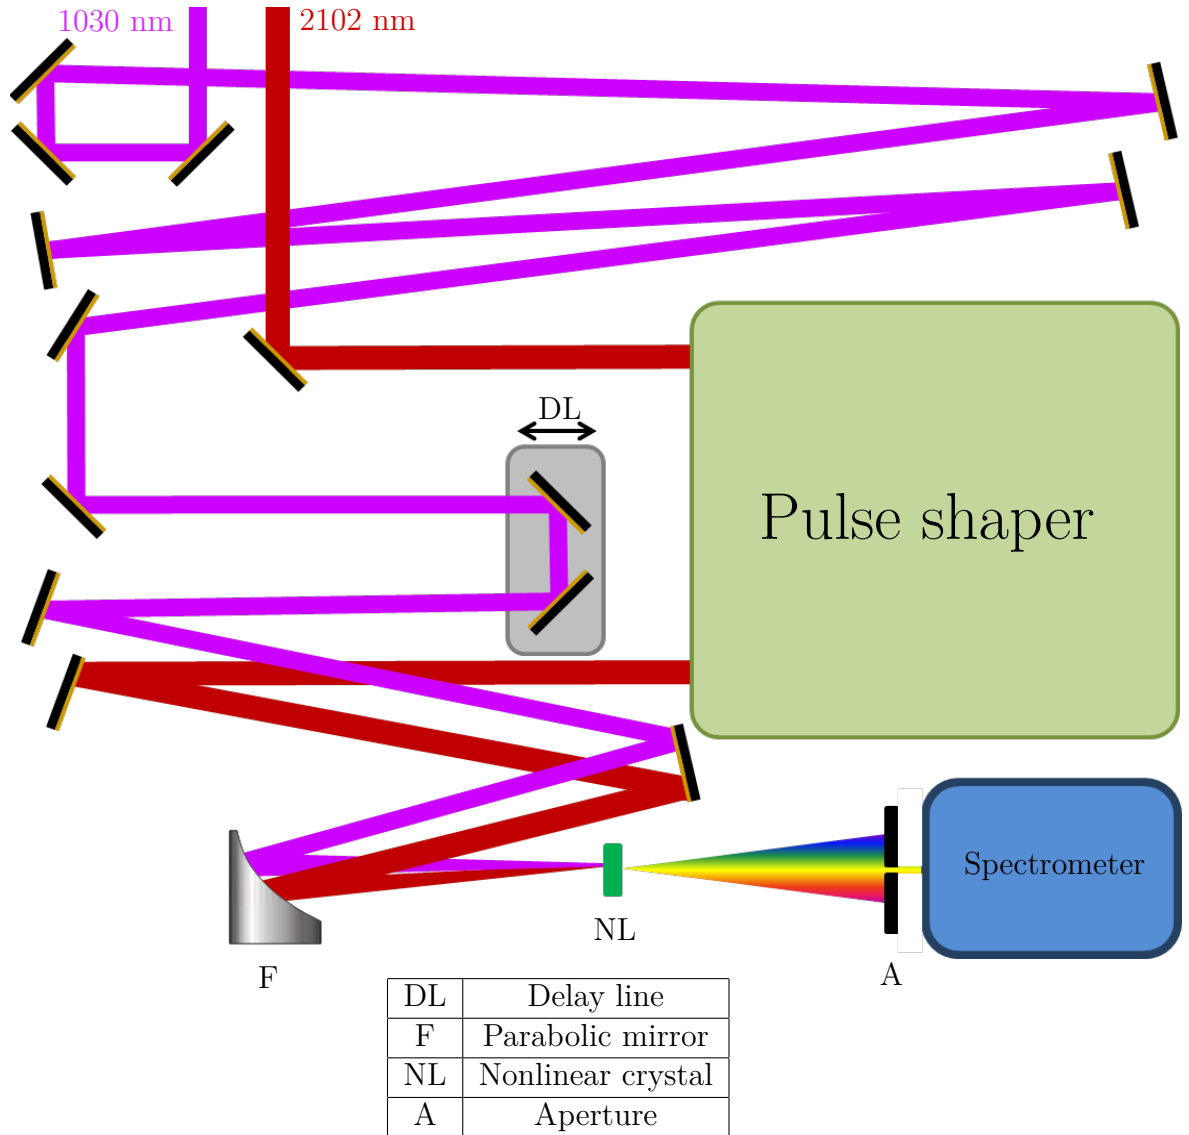 1030 nm 2102 nm
DL
Pulse shaper
Spectrometer
NL
F
A
DL Delay line
F Parabolic mirror
NL Nonlinear crystal
A Aperture